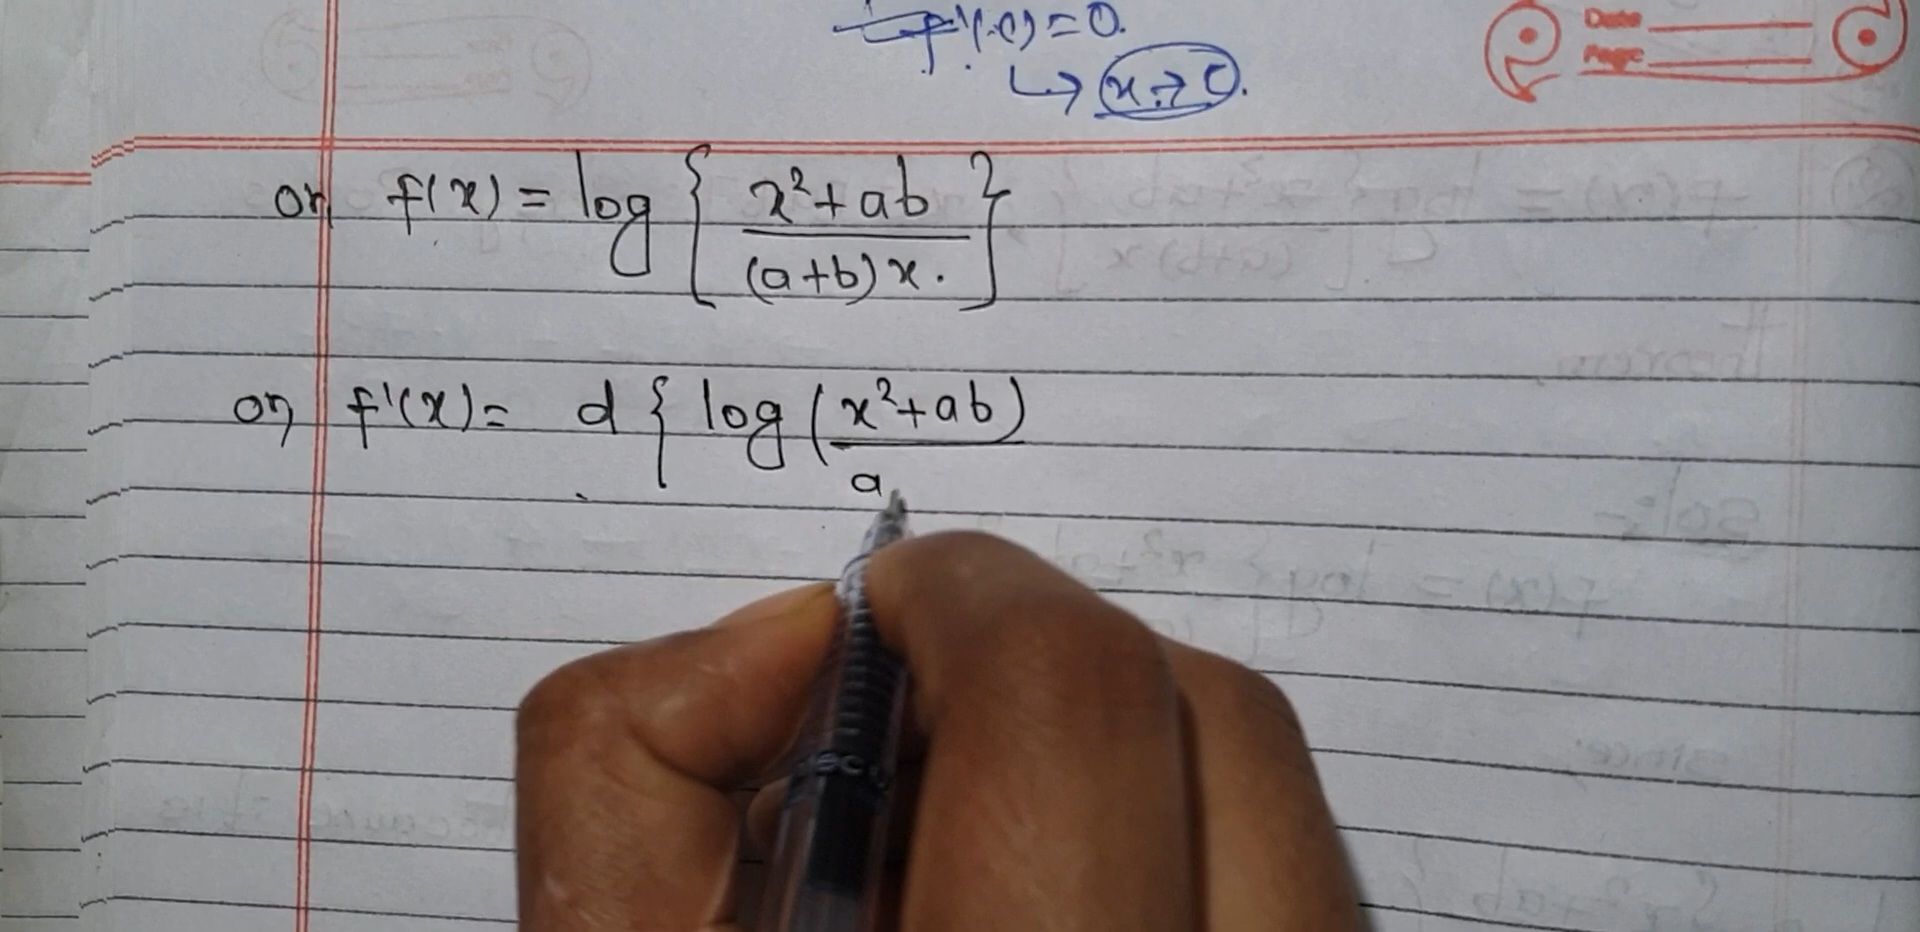 f'(c) = 0.
↳ x → c.
Date
Page
or f(x) = log { x²+ab / (a+b)x. }
or f'(x) = d { log (x²+ab) / a